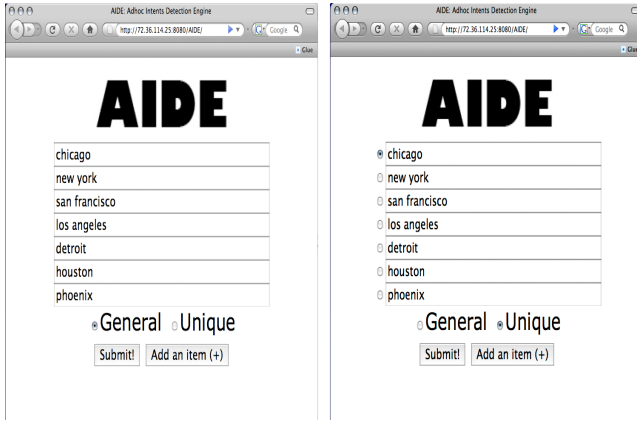 AIDE: Adhoc Intents Detection Engine
http://72.36.114.25:8080/AIDE/
Google
Glue
AIDE
chicago
new york
san francisco
los angeles
detroit
houston
phoenix
General Unique
Submit! Add an item (+)
AIDE: Adhoc Intents Detection Engine
http://72.36.114.25:8080/AIDE/
Google
Glue
AIDE
chicago
new york
san francisco
los angeles
detroit
houston
phoenix
General Unique
Submit! Add an item (+)